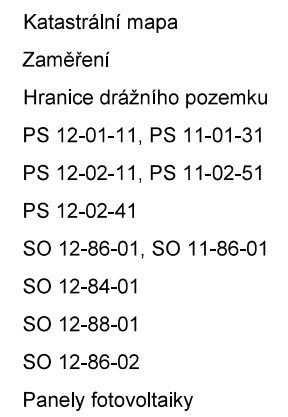 Katastrální mapa
Zaměření
Hranice drážního pozemku
PS 12-01-11, PS 11-01-31
PS 12-02-11, PS 11-02-51
PS 12-02-41
SO 12-86-01, SO 11-86-01
SO 12-84-01
SO 12-88-01
SO 12-86-02
Panely fotovoltaiky